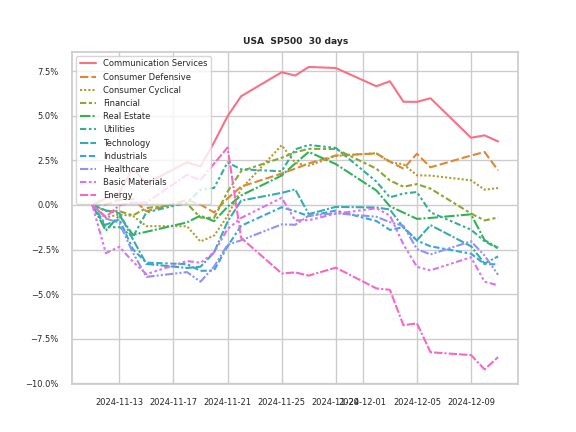 USA SP500 30 days
7.5%
5.0%
2.5%
0.0%
−2.5%
−5.0%
−7.5%
−10.0%
Communication Services
Consumer Defensive
Consumer Cyclical
Financial
Real Estate
Utilities
Technology
Industrials
Healthcare
Basic Materials
Energy
2024-11-13 2024-11-17 2024-11-21 2024-11-25 2024-11-29 2024-12-01 2024-12-05 2024-12-09